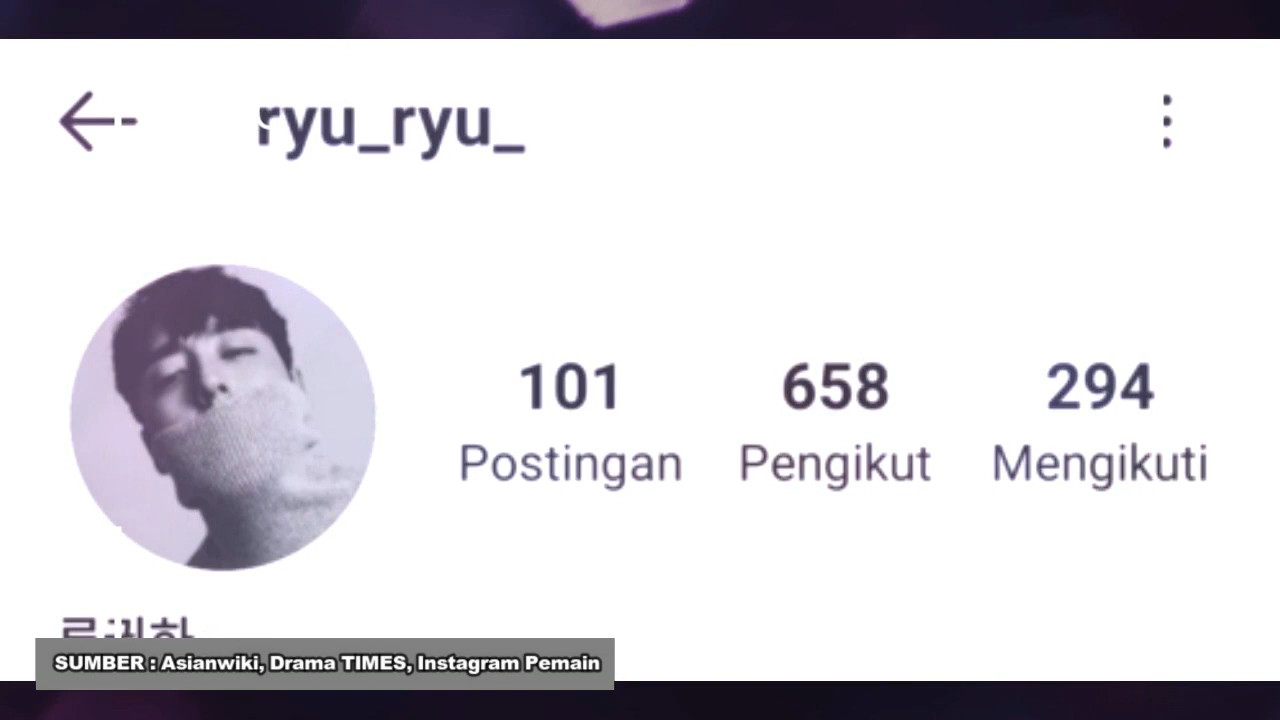 ryu_ryu_
101 658 294
Postingan Pengikut Mengikuti
SUMBER : Asianwiki, Drama TIMES, Instagram Pemain